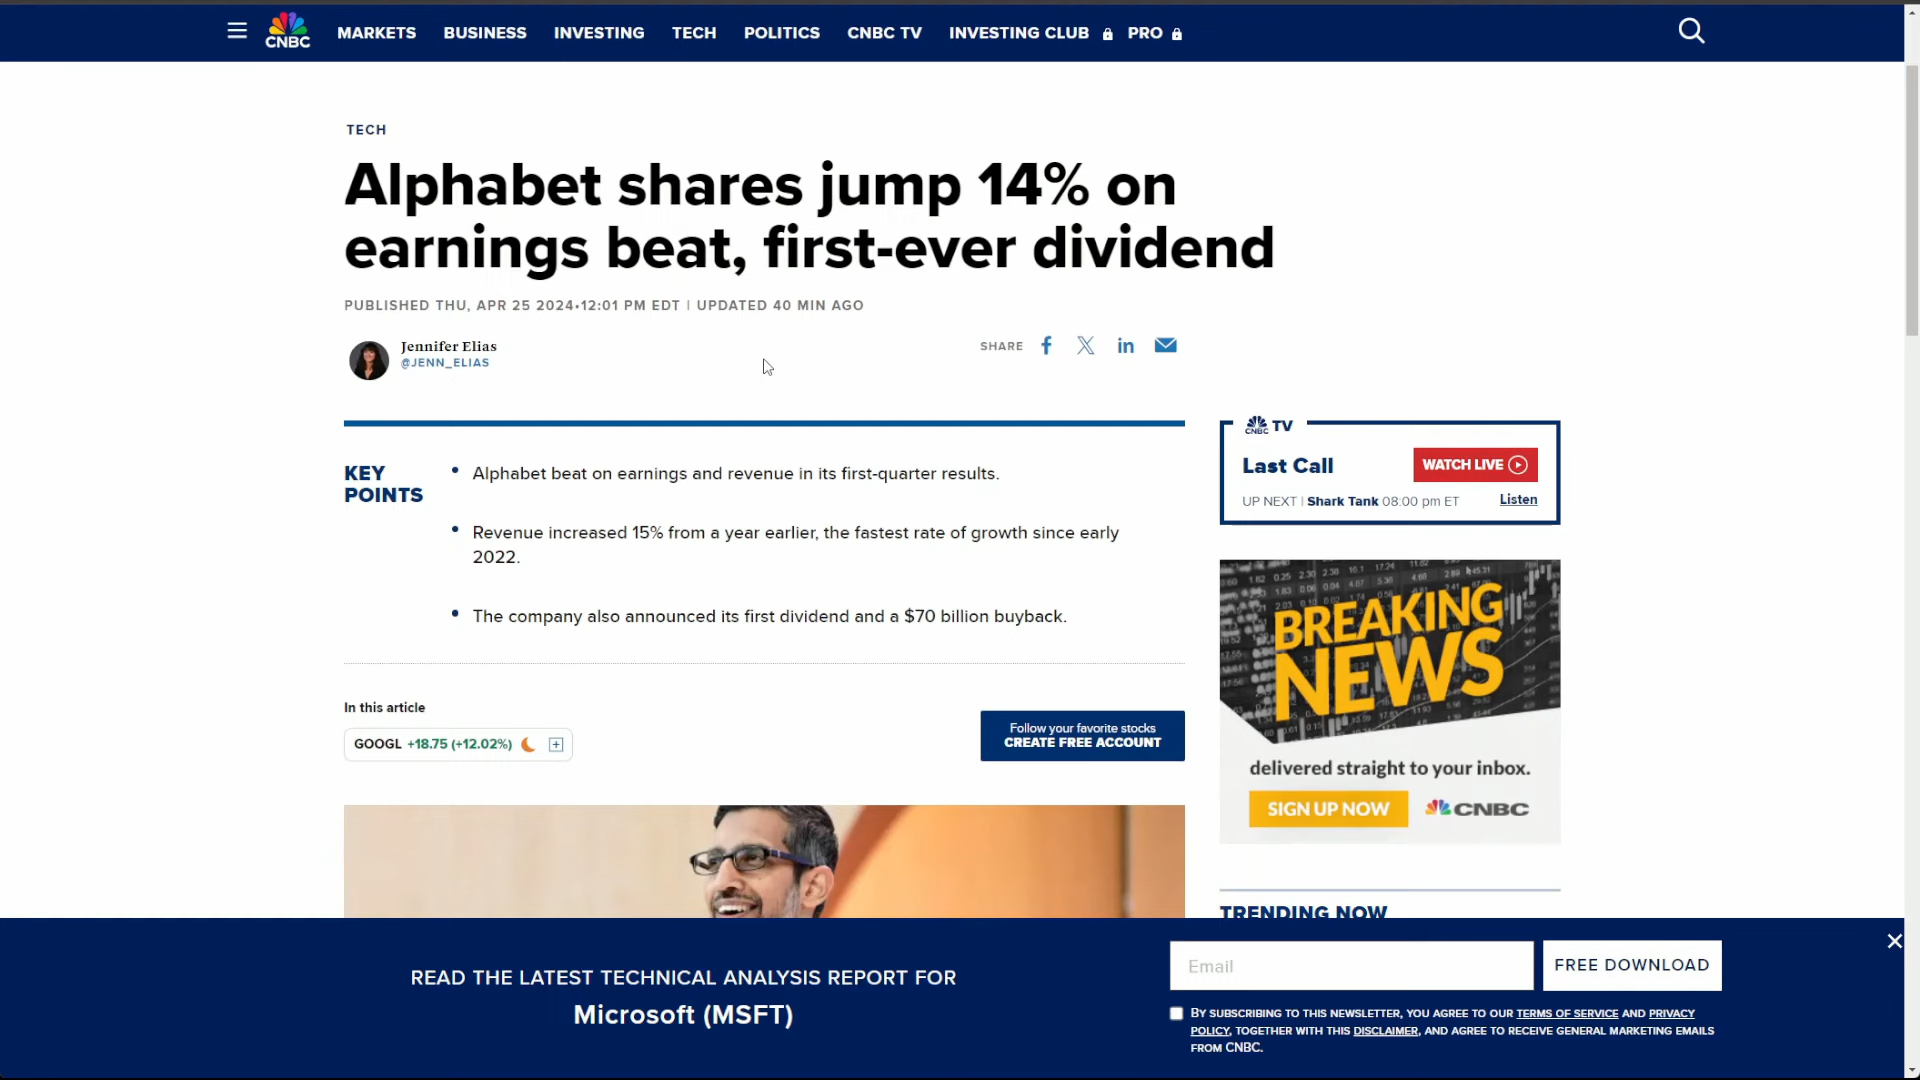 CNBC
MARKETS BUSINESS INVESTING TECH POLITICS CNBC TV INVESTING CLUB PRO
TECH
Alphabet shares jump 14% on
earnings beat, first-ever dividend
PUBLISHED THU, APR 25 2024•12:01 PM EDT | UPDATED 40 MIN AGO
Jennifer Elias
@JENN_ELIAS
SHARE
KEY
POINTS
• Alphabet beat on earnings and revenue in its first-quarter results.
• Revenue increased 15% from a year earlier, the fastest rate of growth since early
2022.
• The company also announced its first dividend and a $70 billion buyback.
In this article
GOOGL +18.75 (+12.02%)
Follow your favorite stocks
CREATE FREE ACCOUNT
CNBC TV
Last Call
WATCH LIVE
UP NEXT | Shark Tank 08:00 pm ET
Listen
BREAKING
NEWS
delivered straight to your inbox.
SIGN UP NOW
CNBC
TRENDING NOW
READ THE LATEST TECHNICAL ANALYSIS REPORT FOR
Microsoft (MSFT)
Email
FREE DOWNLOAD
BY SUBSCRIBING TO THIS NEWSLETTER, YOU AGREE TO OUR TERMS OF SERVICE AND PRIVACY
POLICY, TOGETHER WITH THIS DISCLAIMER, AND AGREE TO RECEIVE GENERAL MARKETING EMAILS
FROM CNBC.